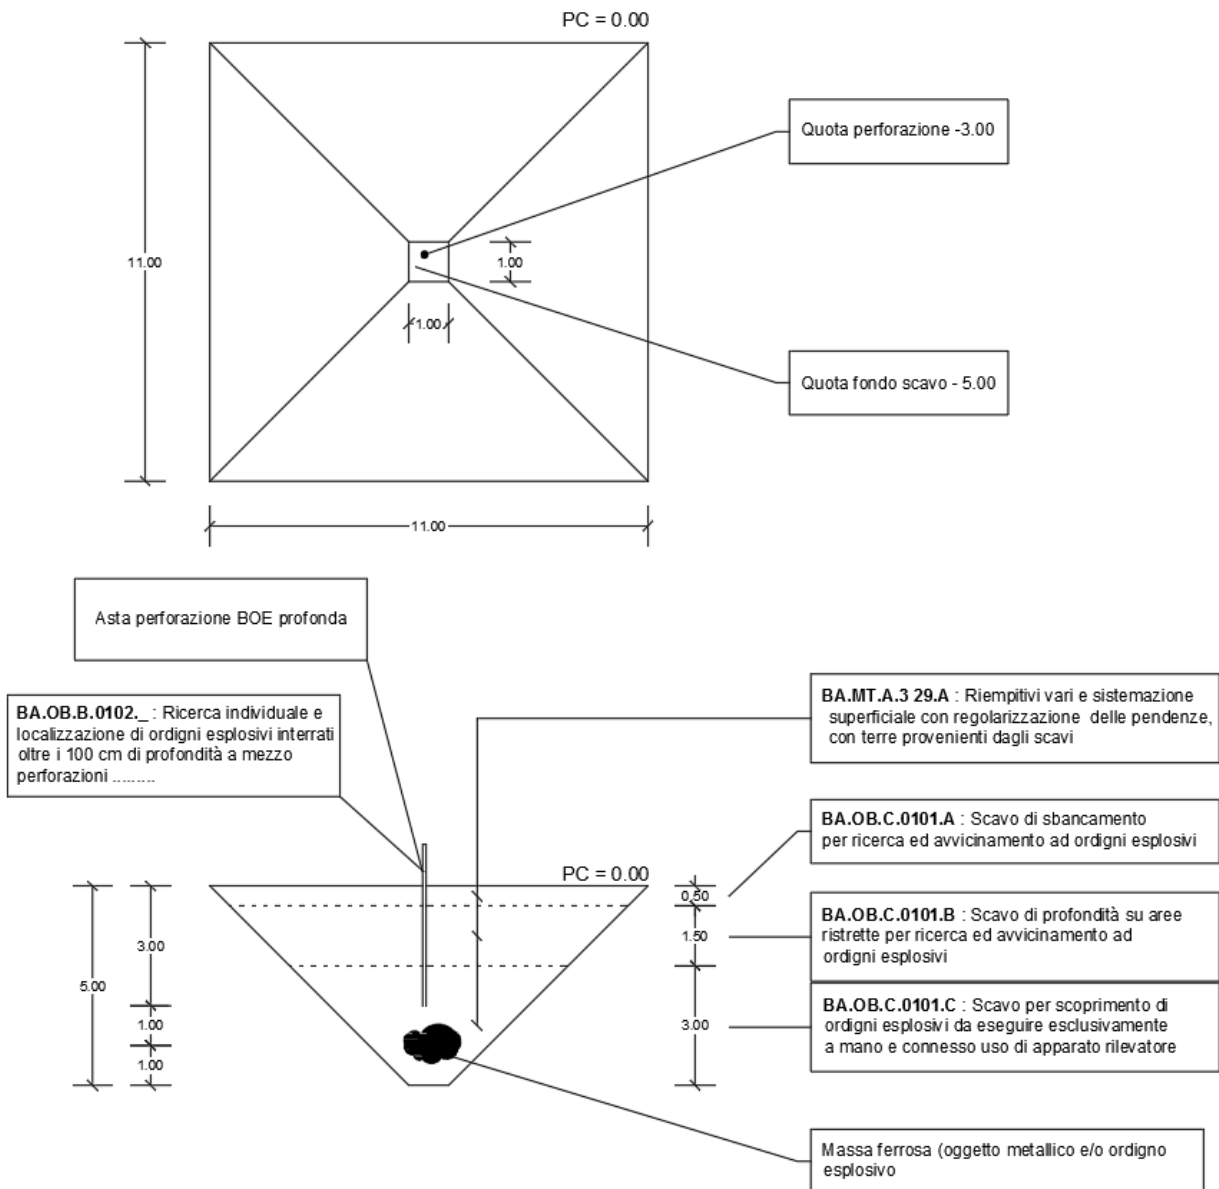 PC = 0.00
Quota perforazione -3.00
11.00
1.00
1.00
Quota fondo scavo - 5.00
11.00
Asta perforazione BOE profonda
BA.OB.B.0102._ : Ricerca individuale e
localizzazione di ordigni esplosivi interrati
oltre i 100 cm di profondità a mezzo
perforazioni .........
BA.MT.A.3 29.A : Riempitivi vari e sistemazione
superficiale con regolarizzazione delle pendenze,
con terre provenienti dagli scavi
BA.OB.C.0101.A : Scavo di sbancamento
per ricerca ed avvicinamento ad ordigni esplosivi
PC = 0.00
0.50
BA.OB.C.0101.B : Scavo di profondità su aree
ristrette per ricerca ed avvicinamento ad
ordigni esplosivi
1.50
3.00
5.00
BA.OB.C.0101.C : Scavo per scoprimento di
ordigni esplosivi da eseguire esclusivamente
a mano e connesso uso di apparato rilevatore
1.00
3.00
1.00
Massa ferrosa (oggetto metallico e/o ordigno
esplosivo